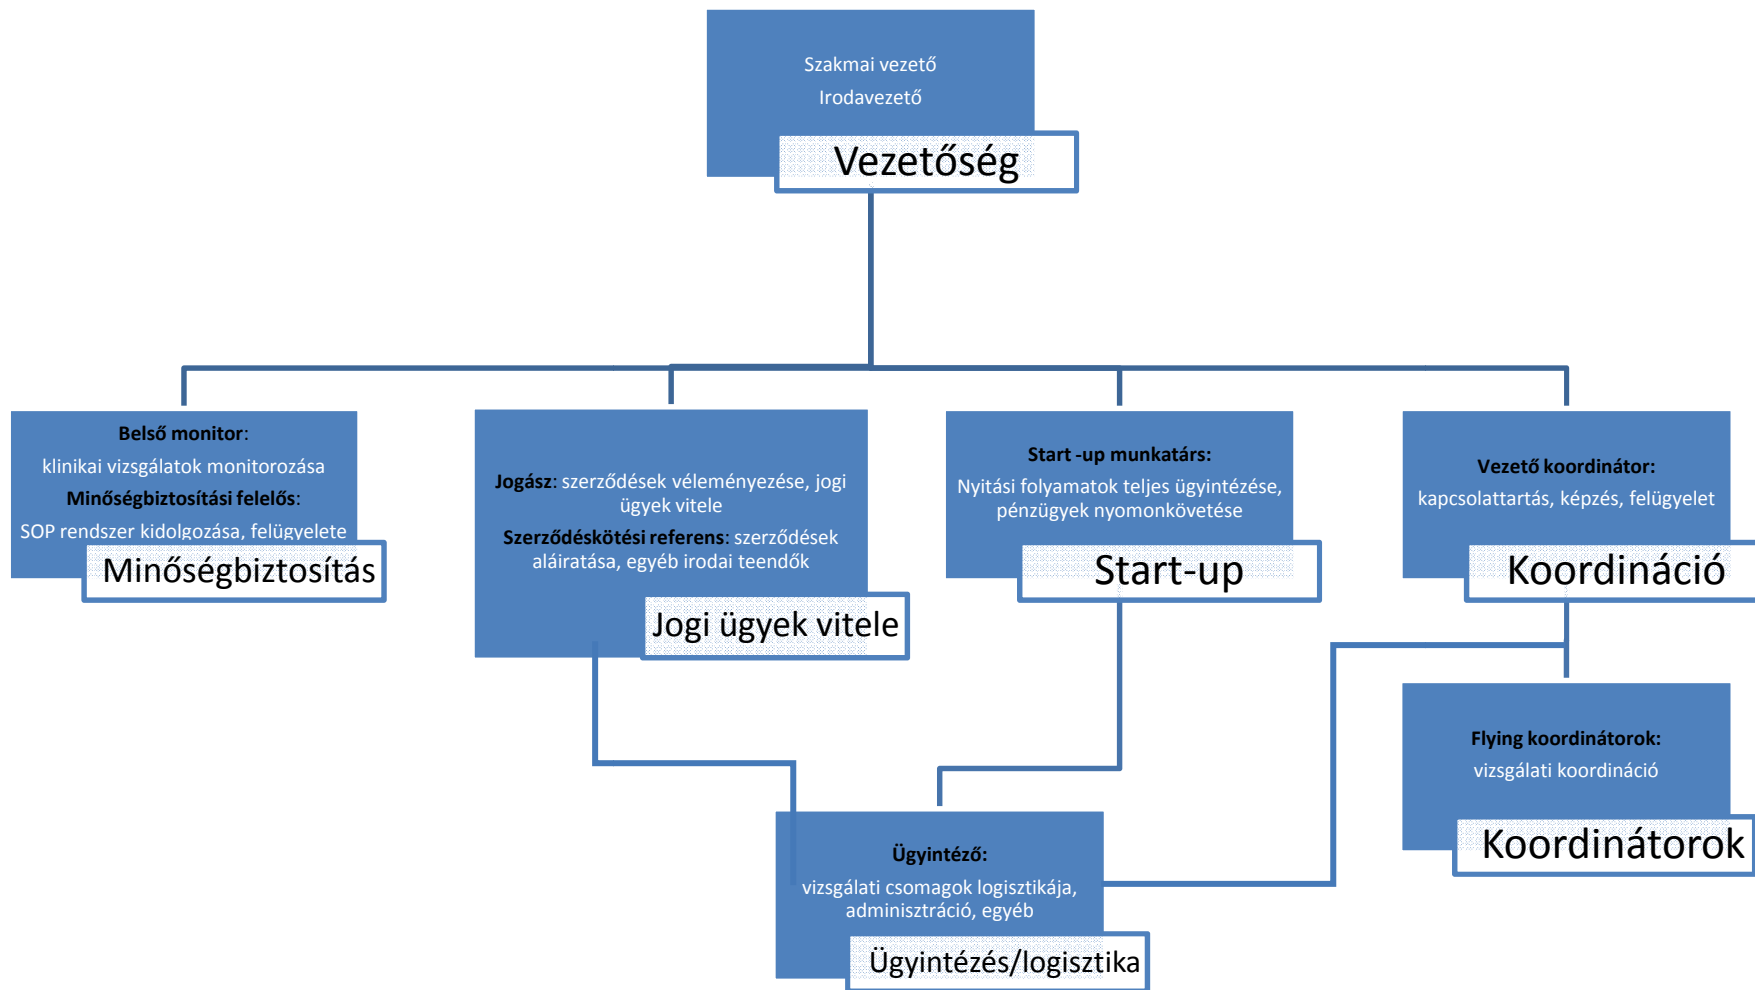 Szakmai vezető
Irodavezető
Vezetőség
Belső monitor:
klinikai vizsgálatok monitorozása
Minőségbiztosítási felelős:
SOP rendszer kidolgozása, felügyelete
Minőségbiztosítás
Jogász: szerződések véleményezése, jogi
ügyek vitele
Szerződéskötési referens: szerződések
aláiratása, egyéb irodai teendők
Jogi ügyek vitele
Start -up munkatárs:
Nyitási folyamatok teljes ügyintézése,
pénzügyek nyomonkövetése
Start-up
Vezető koordinátor:
kapcsolattartás, képzés, felügyelet
Koordináció
Flying koordinátorok:
vizsgálati koordináció
Koordinátorok
Ügyintéző:
vizsgálati csomagok logisztikája,
adminisztráció, egyéb
Ügyintézés/logisztika